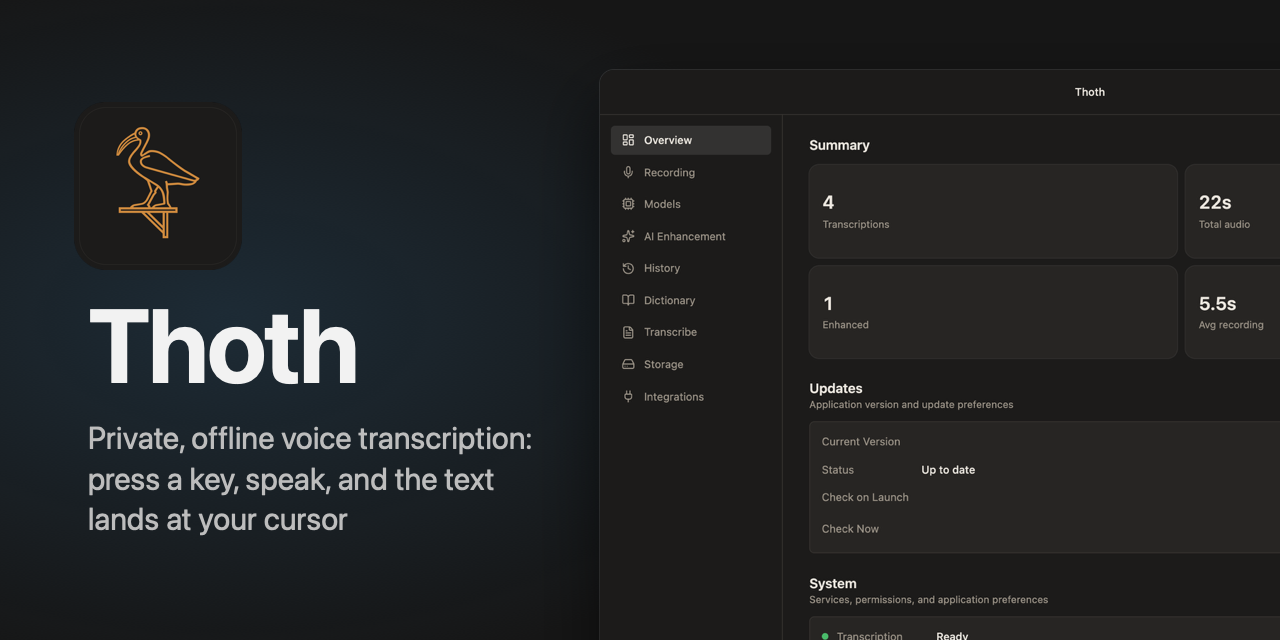 Thoth
Private, offline voice transcription:
press a key, speak, and the text
lands at your cursor
Thoth
Overview
Recording
Models
AI Enhancement
History
Dictionary
Transcribe
Storage
Integrations
Summary
4
Transcriptions
22s
Total audio
1
Enhanced
5.5s
Avg recording
Updates
Application version and update preferences
Current Version
Status Up to date
Check on Launch
Check Now
System
Services, permissions, and application preferences
Transcription Ready